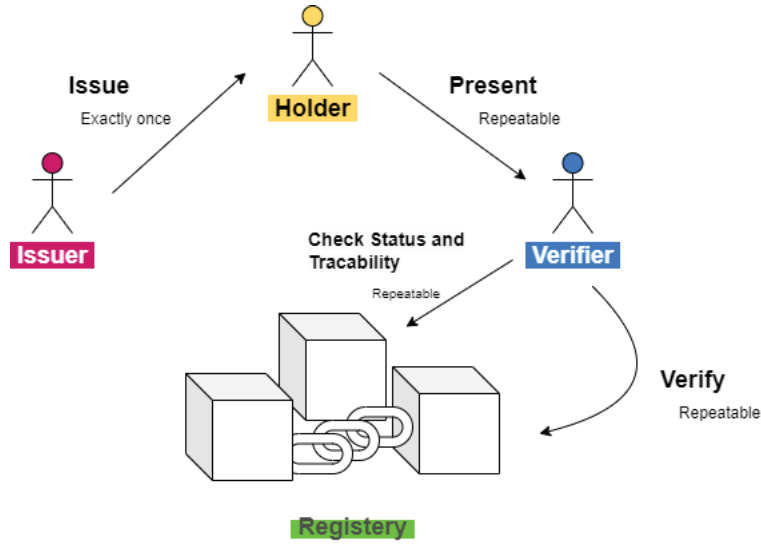 Issue
Exactly once
Holder
Present
Repeatable
Issuer
Verifier
Check Status and
Tracability
Repeatable
Verify
Repeatable
Registery